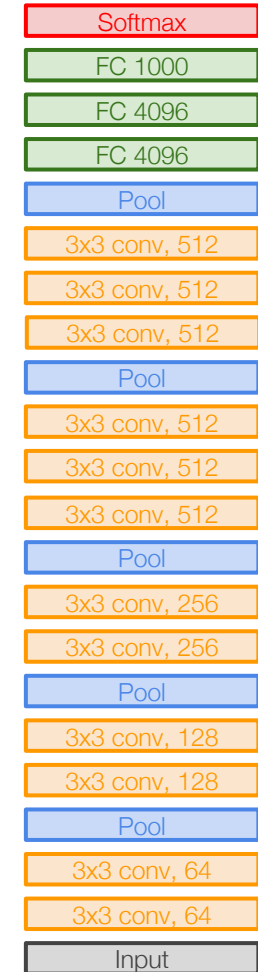 Softmax
FC 1000
FC 4096
FC 4096
Pool
3x3 conv, 512
3x3 conv, 512
3x3 conv, 512
Pool
3x3 conv, 512
3x3 conv, 512
3x3 conv, 512
Pool
3x3 conv, 256
3x3 conv, 256
Pool
3x3 conv, 128
3x3 conv, 128
Pool
3x3 conv, 64
3x3 conv, 64
Input